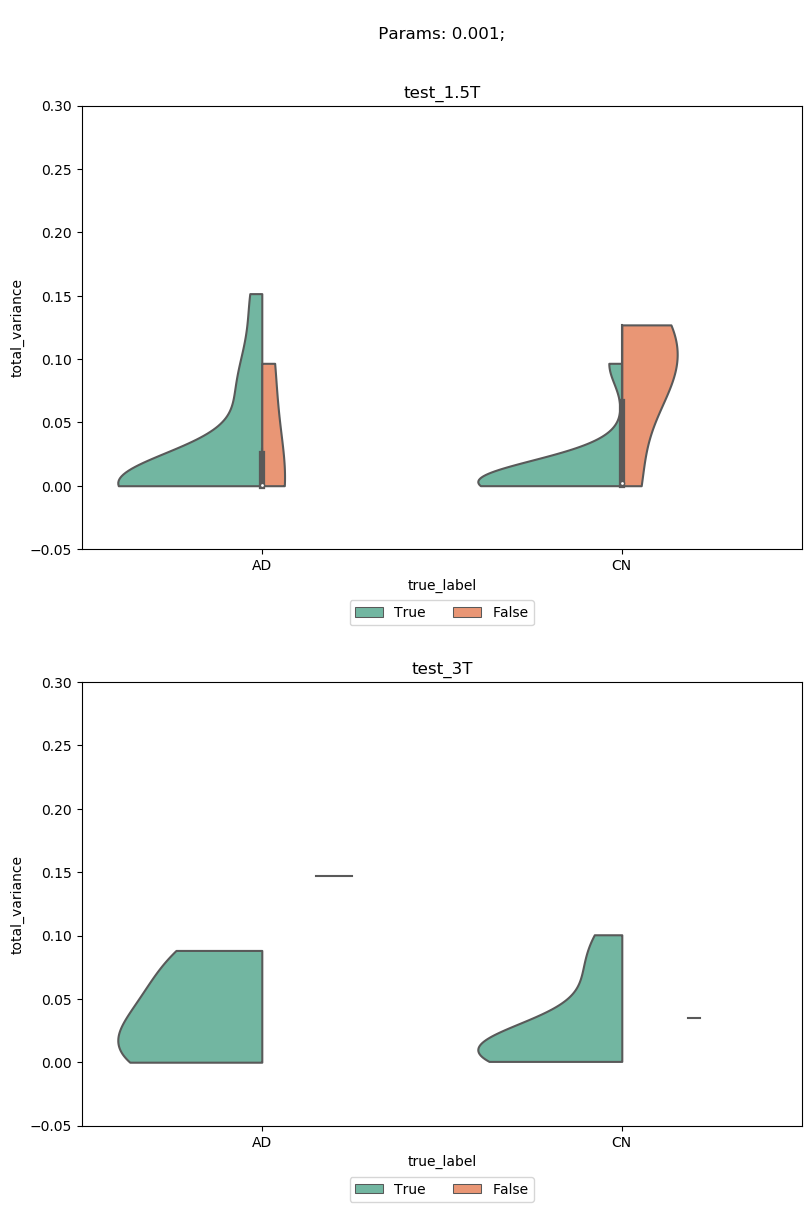 Params: 0.001;
test_1.5T
0.30
0.25
0.20
0.15
0.10
0.05
0.00
−0.05
total_variance
AD CN
true_label
True False
test_3T
0.30
0.25
0.20
0.15
0.10
0.05
0.00
−0.05
total_variance
AD CN
true_label
True False